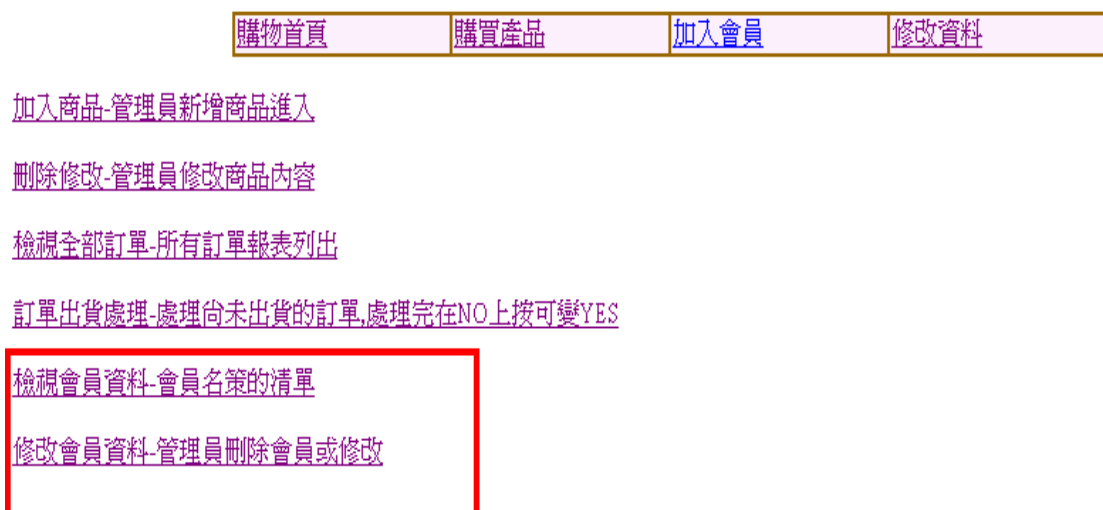 購物首頁 購買產品 加入會員 修改資料
加入商品-管理員新增商品進入
刪除修改-管理員修改商品內容
檢視全部訂單-所有訂單報表列出
訂單出貨處理-處理尚未出貨的訂單,處理完在NO上按可變YES
檢視會員資料-會員名策的清單
修改會員資料-管理員刪除會員或修改